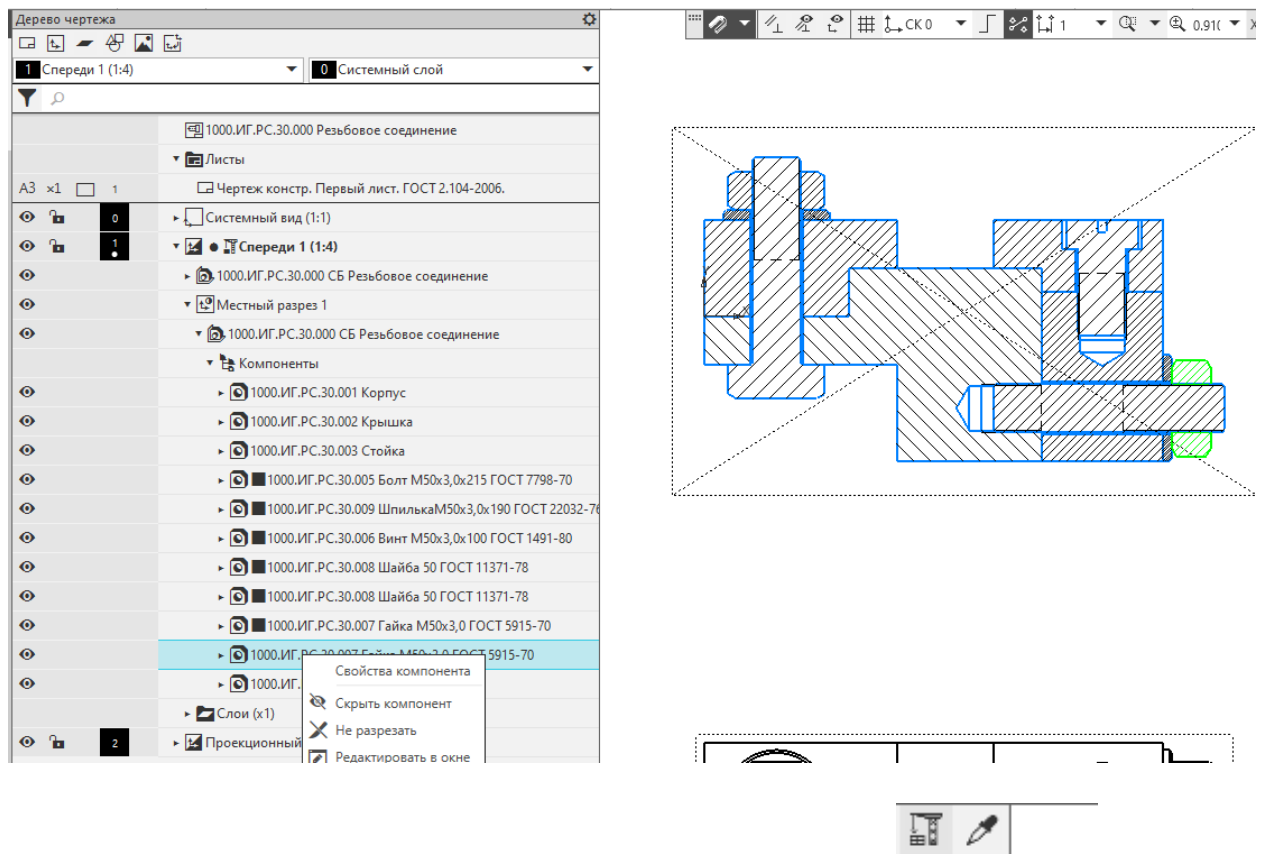 Дерево чертежа
1 Спереди 1 (1:4)
0 Системный слой
СК 0
1
0.91(
1000.ИГ.РС.30.000 Резьбовое соединение
Листы
A3 ×1 1 Чертеж констр. Первый лист. ГОСТ 2.104-2006.
0 Системный вид (1:1)
1 Спереди 1 (1:4)
1000.ИГ.РС.30.000 СБ Резьбовое соединение
Местный разрез 1
1000.ИГ.РС.30.000 СБ Резьбовое соединение
Компоненты
1000.ИГ.РС.30.001 Корпус
1000.ИГ.РС.30.002 Крышка
1000.ИГ.РС.30.003 Стойка
1000.ИГ.РС.30.005 Болт М50х3,0х215 ГОСТ 7798-70
1000.ИГ.РС.30.009 ШпилькаМ50х3,0х190 ГОСТ 22032-76
1000.ИГ.РС.30.006 Винт М50х3,0х100 ГОСТ 1491-80
1000.ИГ.РС.30.008 Шайба 50 ГОСТ 11371-78
1000.ИГ.РС.30.008 Шайба 50 ГОСТ 11371-78
1000.ИГ.РС.30.007 Гайка М50х3,0 ГОСТ 5915-70
1000.ИГ.РС.30.007 Гайка М50х3,0 ГОСТ 5915-70
Свойства компонента
1000.ИГ.
Скрыть компонент
Слои (x1)
Не разрезать
2 Проекционный
Редактировать в окне